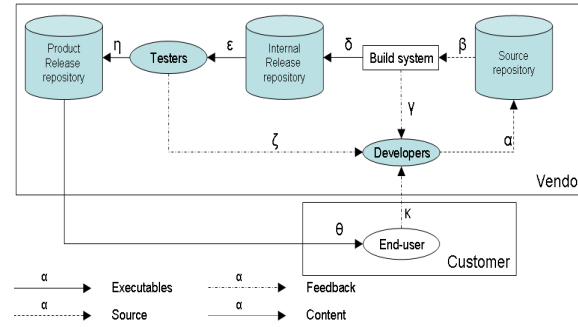 Product
Release
repository
η
Testers
ε
Internal
Release
repository
δ
Build system
β
Source
repository
ζ
γ
Developers
α
Vendo
κ
θ
End-user
Customer
α
Executables
α
Feedback
α
Source
α
Content